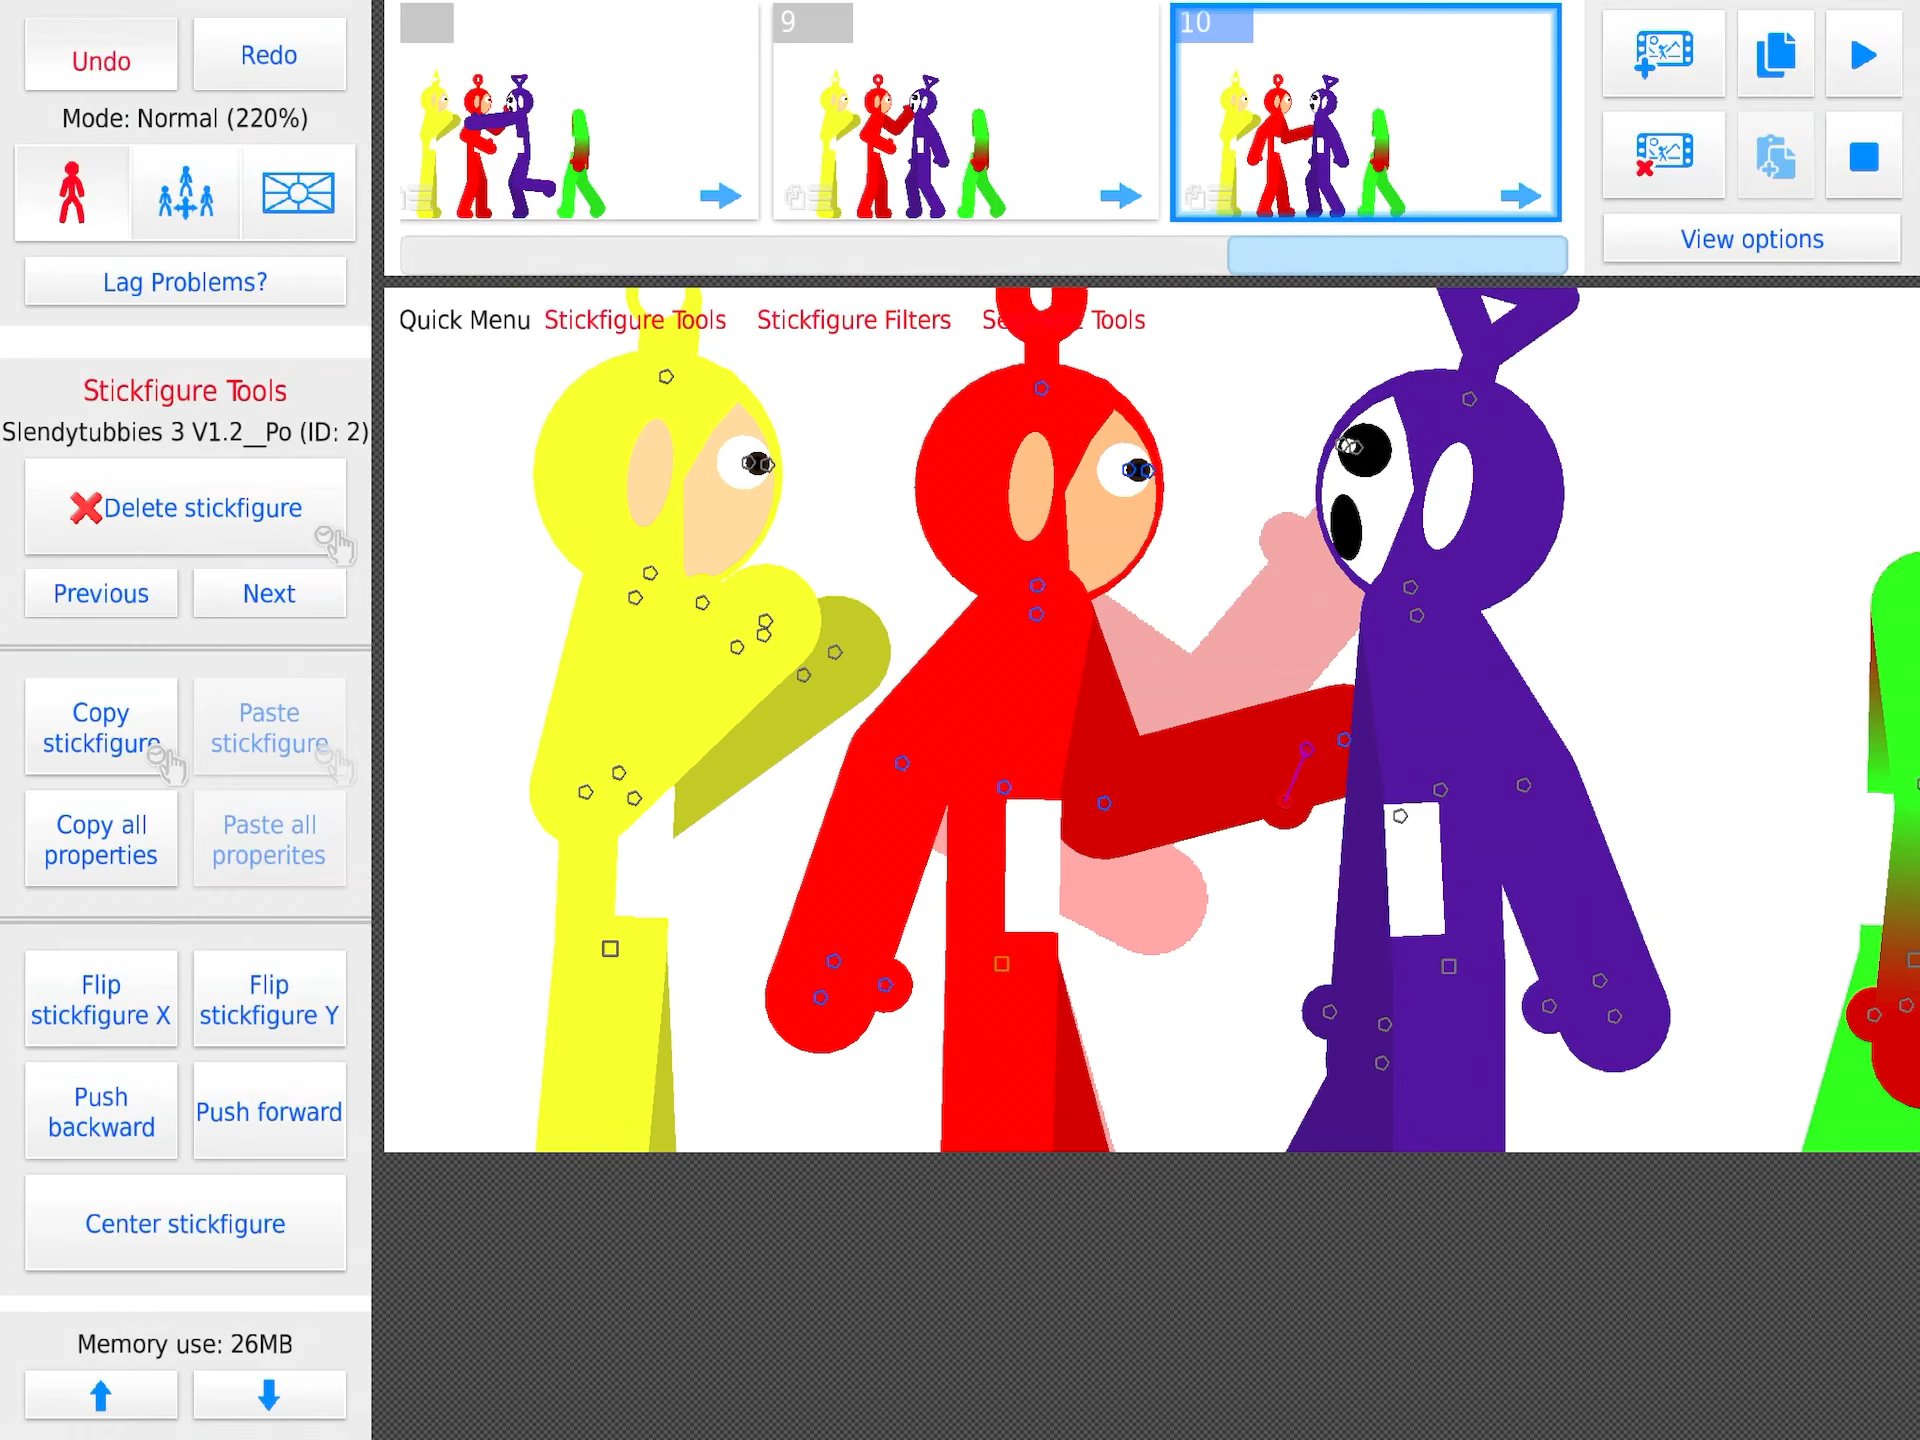 Undo
Redo
Mode: Normal (220%)
Lag Problems?
Stickfigure Tools
Slendytubbies 3 V1.2__Po (ID: 2)
Delete stickfigure
Previous
Next
Copy
stickfigure
Paste
stickfigure
Copy all
properties
Paste all
properites
Flip
stickfigure X
Flip
stickfigure Y
Push
backward
Push forward
Center stickfigure
Memory use: 26MB
9
10
View options
Quick Menu Stickfigure Tools Stickfigure Filters Tools